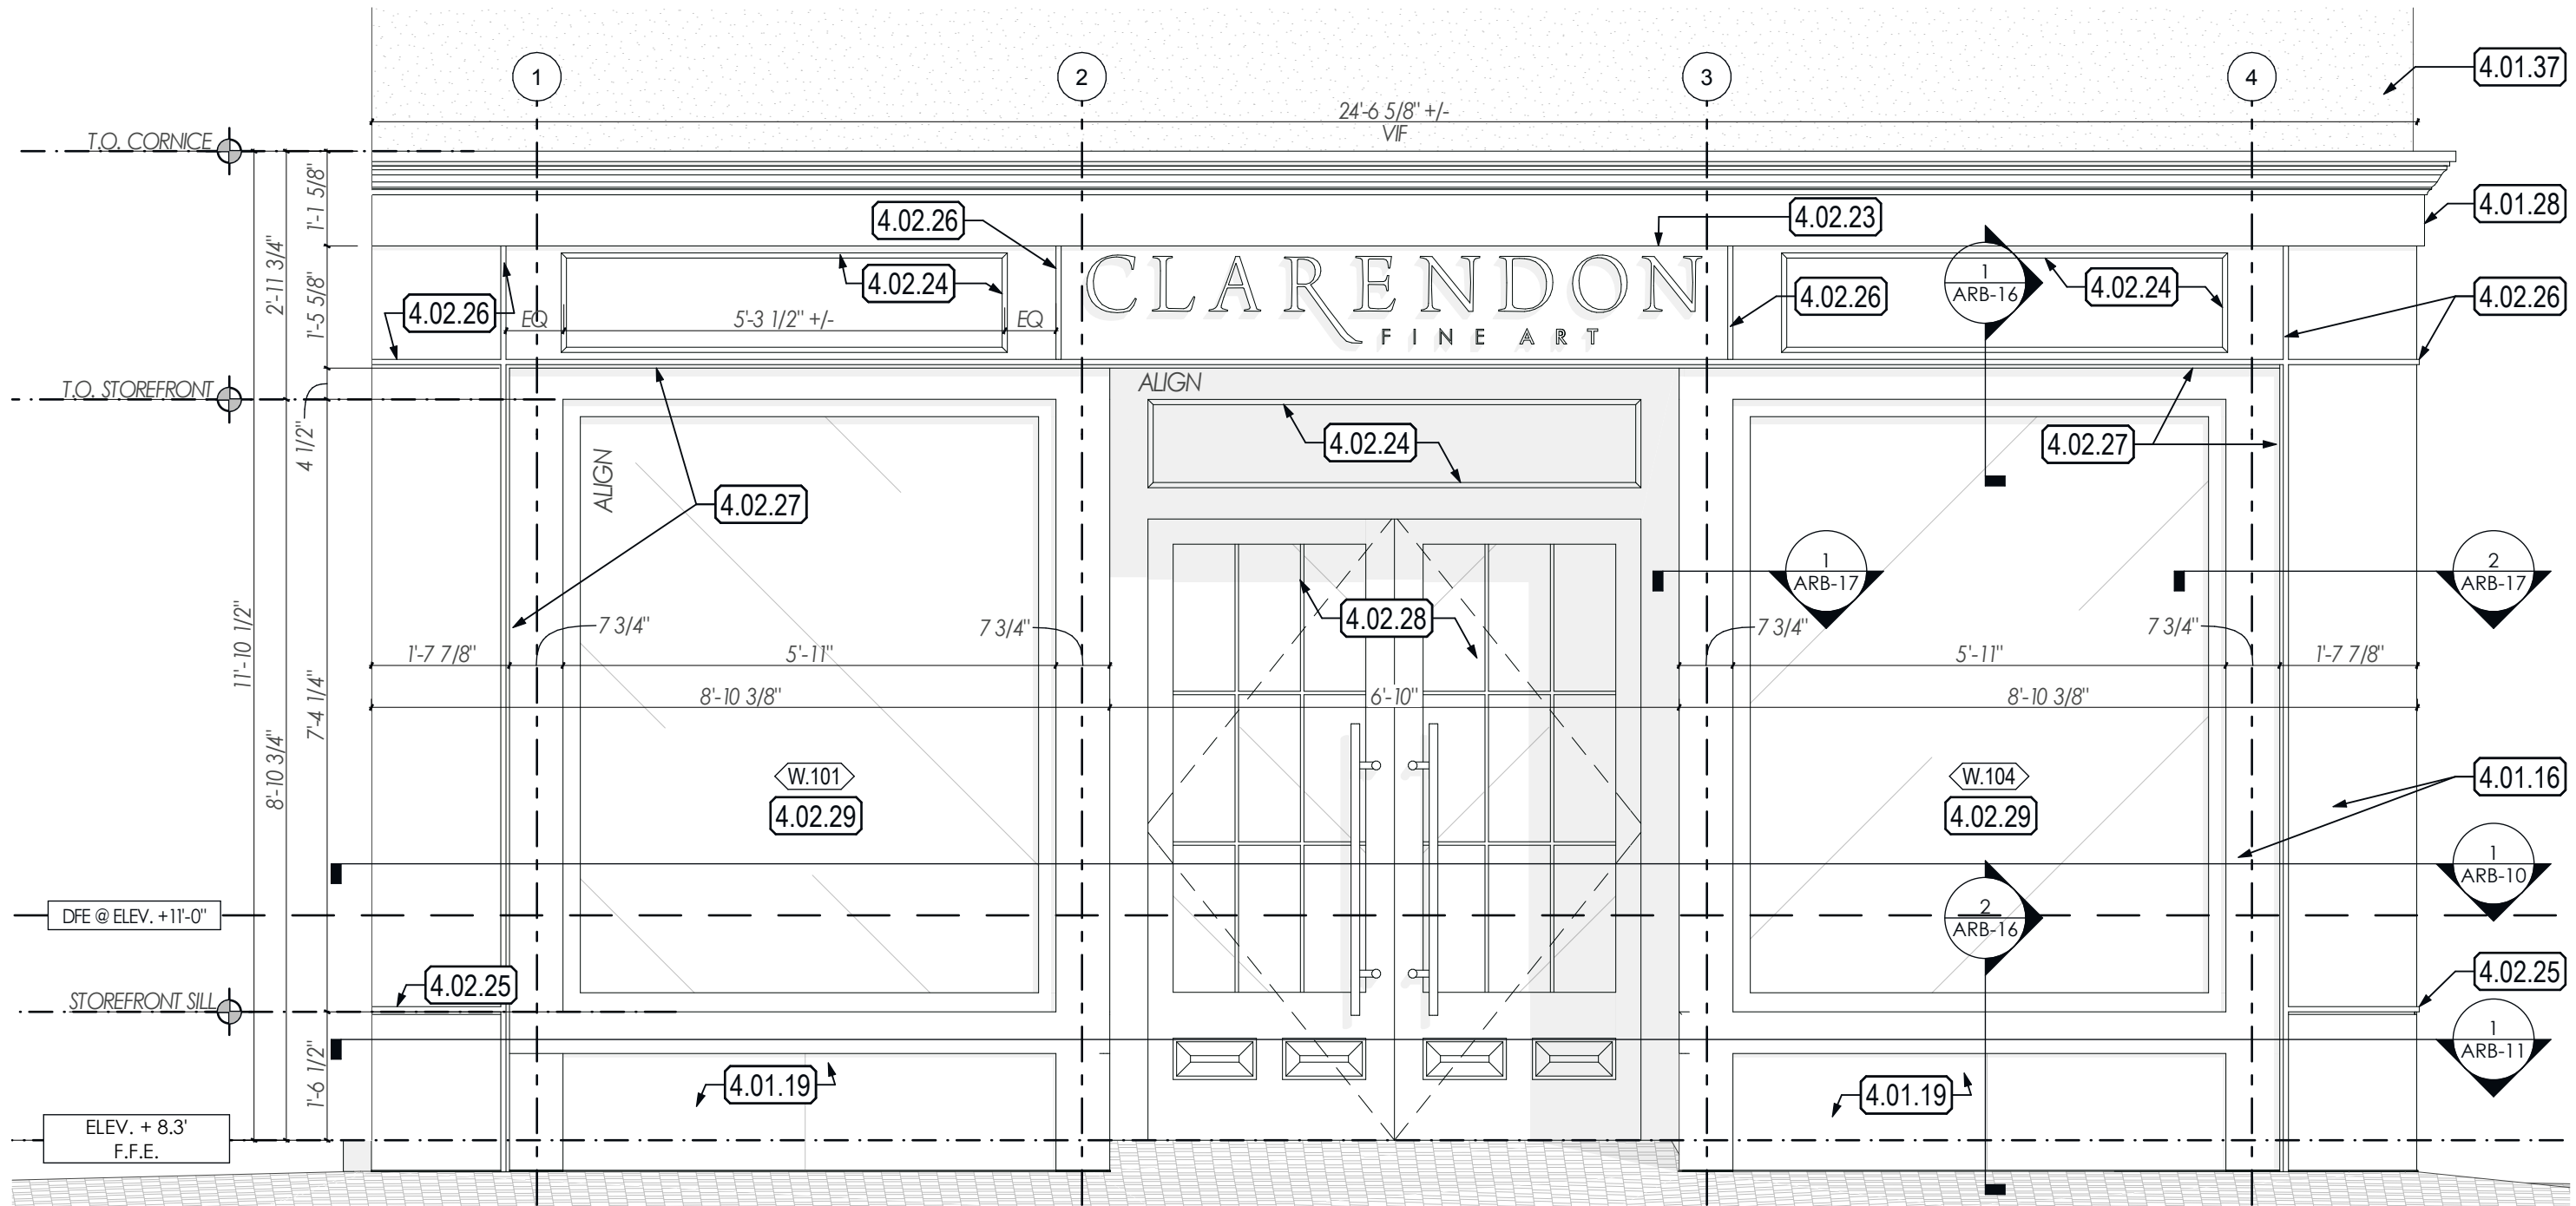 1
2
3
4
4.01.37
24'-6 5/8" +/-
VIF
T.O. CORNICE
1'-1 5/8"
4.01.28
4.02.26
4.02.23
2'-11 3/4"
1'-5 5/8"
4.02.26
4.02.24
EQ
5'-3 1/2" +/-
EQ
CLARENDON
FINE ART
4.02.26
1
ARB-16
4.02.24
4.02.26
T.O. STOREFRONT
4 1/2"
ALIGN
ALIGN
4.02.24
4.02.27
4.02.27
1
ARB-17
2
ARB-17
4.02.28
11'-10 1/2"
8'-10 3/4"
7'-4 1/4"
7 3/4"
7 3/4"
7 3/4"
7 3/4"
1'-7 7/8"
5'-11"
5'-11"
1'-7 7/8"
8'-10 3/8"
6'-10"
8'-10 3/8"
W.101
4.02.29
W.104
4.02.29
4.01.16
1
ARB-10
DFE @ ELEV. +11'-0"
2
ARB-16
4.02.25
4.02.25
STOREFRONT SILL
1
ARB-11
1'-6 1/2"
4.01.19
4.01.19
ELEV. + 8.3'
F.F.E.